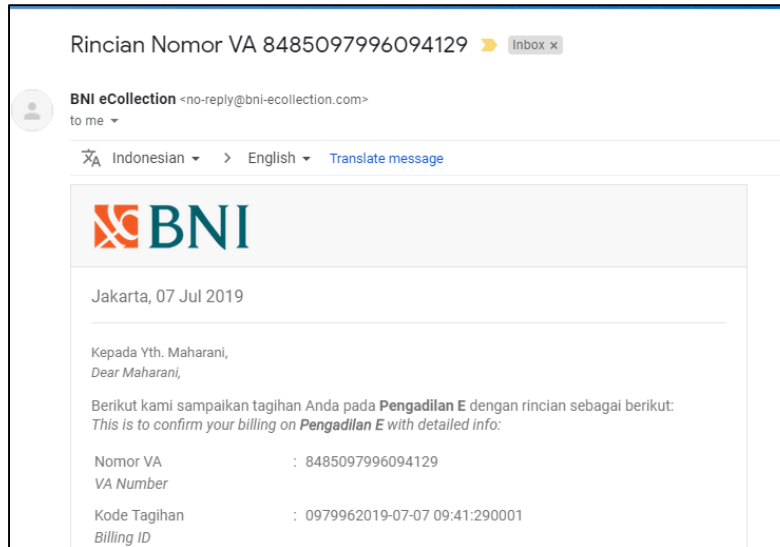 Rincian Nomor VA 8485097996094129 Inbox x
BNI eCollection <no-reply@bni-ecollection.com>
to me
Indonesian > English Translate message
BNI
Jakarta, 07 Jul 2019
Kepada Yth. Maharani,
Dear Maharani,
Berikut kami sampaikan tagihan Anda pada Pengadilan E dengan rincian sebagai berikut:
This is to confirm your billing on Pengadilan E with detailed info:
Nomor VA : 8485097996094129
VA Number
Kode Tagihan : 0979962019-07-07 09:41:290001
Billing ID